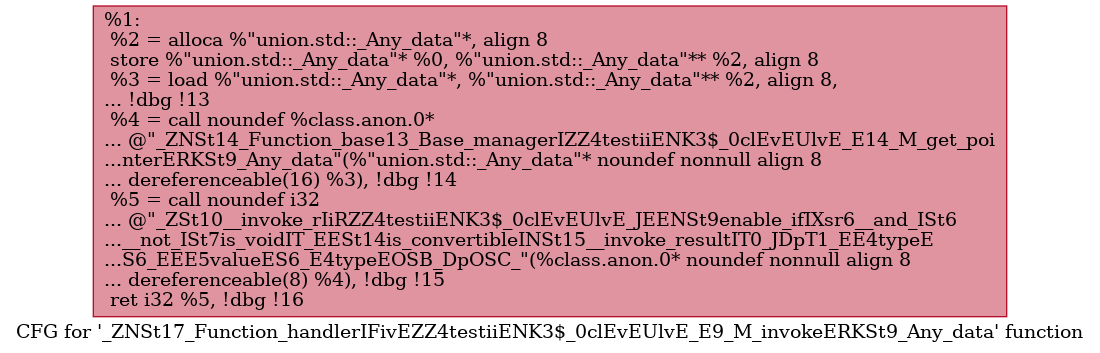 %1:
%2 = alloca %"union.std::_Any_data"*, align 8
store %"union.std::_Any_data"* %0, %"union.std::_Any_data"** %2, align 8
%3 = load %"union.std::_Any_data"*, %"union.std::_Any_data"** %2, align 8,
... !dbg !13
%4 = call noundef %class.anon.0*
... @"_ZNSt14_Function_base13_Base_managerIZZ4testiiENK3$_0clEvEUlvE_E14_M_get_poi
...nterERKSt9_Any_data"(%"union.std::_Any_data"* noundef nonnull align 8
... dereferenceable(16) %3), !dbg !14
%5 = call noundef i32
... @"_ZSt10__invoke_rIiRZZ4testiiENK3$_0clEvEUlvE_JEENSt9enable_ifIXsr6__and_ISt6
...__not_ISt7is_voidIT_EESt14is_convertibleINSt15__invoke_resultIT0_JDpT1_EE4typeE
...S6_EEE5valueES6_E4typeEOSB_DpOSC_"(%class.anon.0* noundef nonnull align 8
... dereferenceable(8) %4), !dbg !15
ret i32 %5, !dbg !16
CFG for '_ZNSt17_Function_handlerIFivEZZ4testiiENK3$_0clEvEUlvE_E9_M_invokeERKSt9_Any_data' function